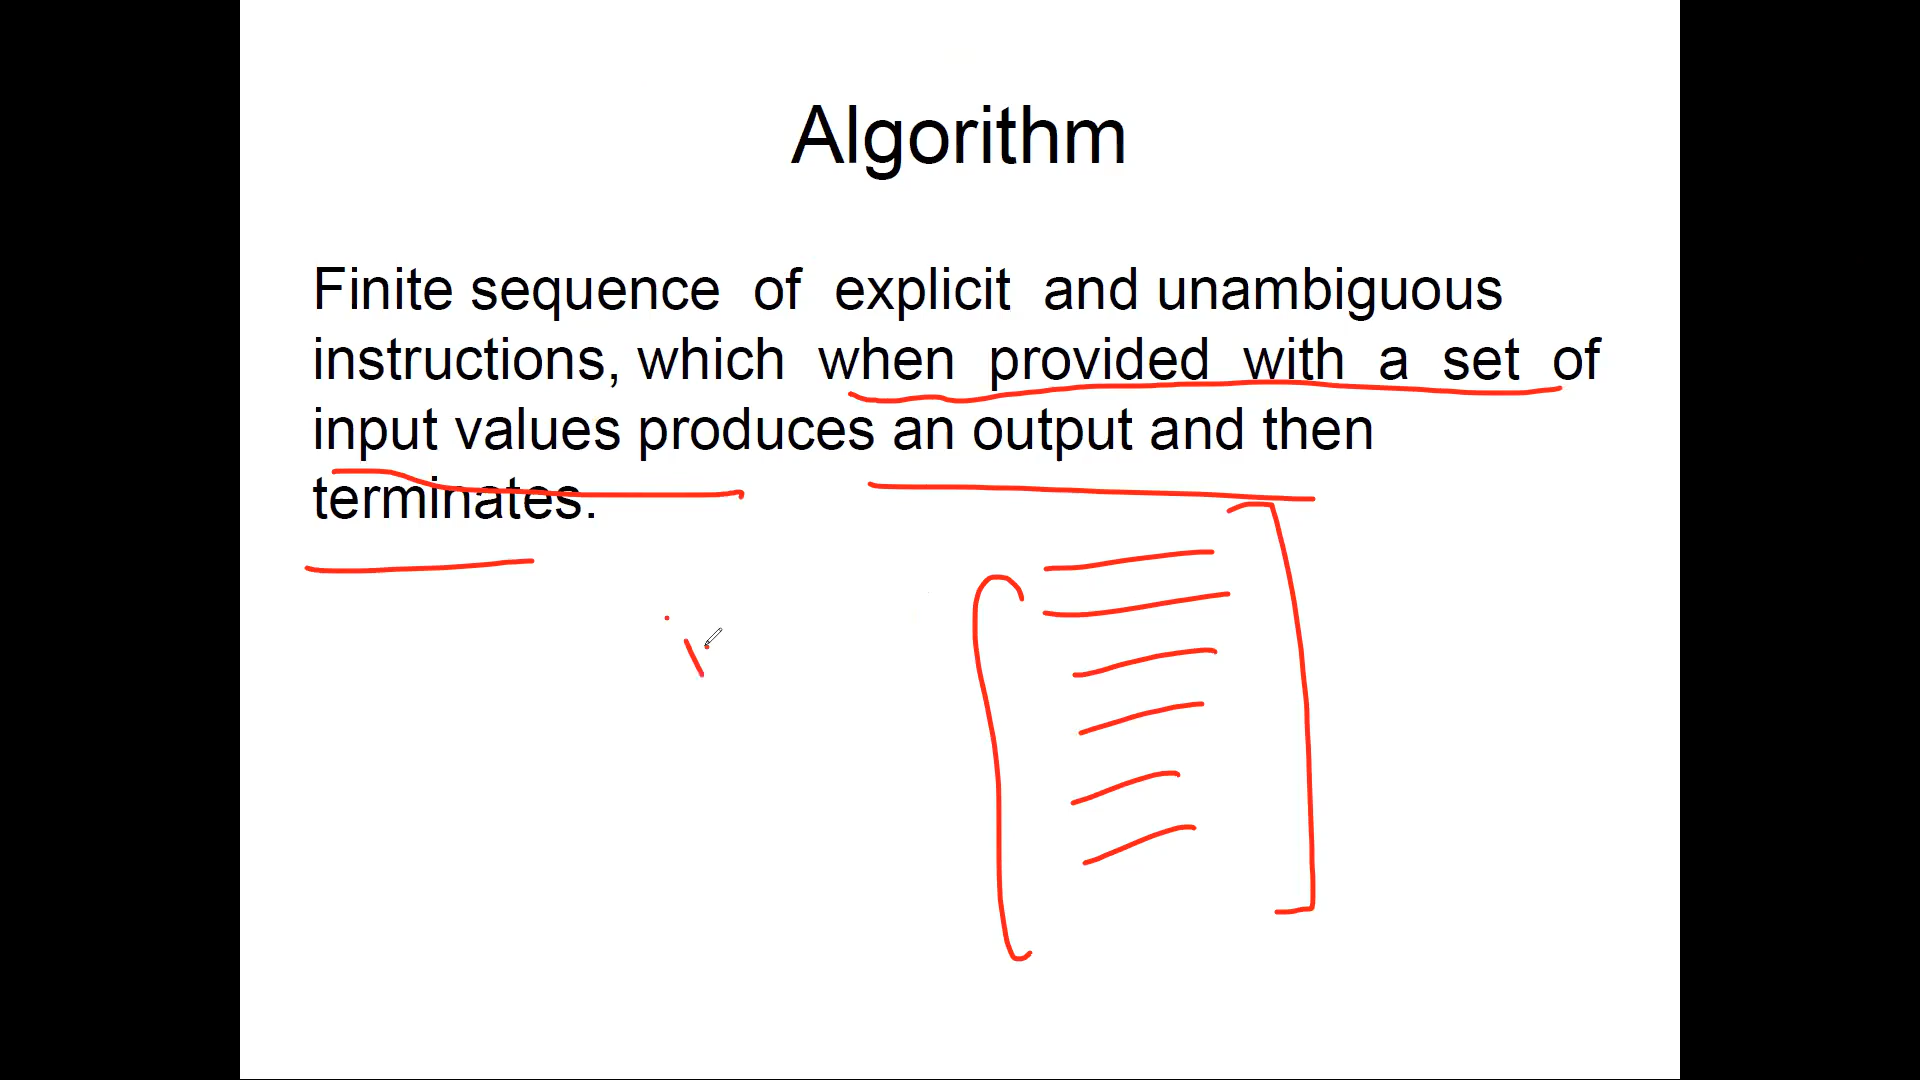 Algorithm
Finite sequence of explicit and unambiguous
instructions, which when provided with a set of
input values produces an output and then
terminates.